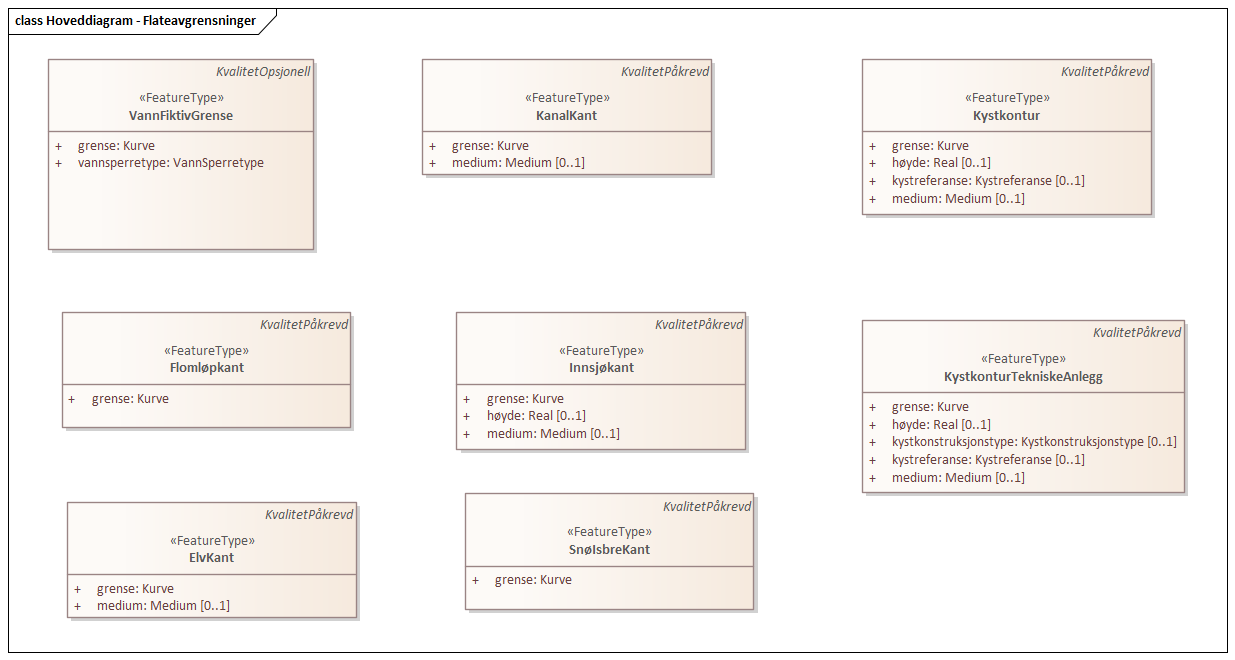 class Hoveddiagram - Flateavgrensninger
KvalitetOpsjonell
«FeatureType»
VannFiktivGrense
+ grense: Kurve
+ vannsperretype: VannSperretype
KvalitetPåkrevd
«FeatureType»
KanalKant
+ grense: Kurve
+ medium: Medium [0..1]
KvalitetPåkrevd
«FeatureType»
Kystkontur
+ grense: Kurve
+ høyde: Real [0..1]
+ kystreferanse: Kystreferanse [0..1]
+ medium: Medium [0..1]
KvalitetPåkrevd
«FeatureType»
Flomløpkant
+ grense: Kurve
KvalitetPåkrevd
«FeatureType»
Innsjøkant
+ grense: Kurve
+ høyde: Real [0..1]
+ medium: Medium [0..1]
KvalitetPåkrevd
«FeatureType»
KystkonturTekniskeAnlegg
+ grense: Kurve
+ høyde: Real [0..1]
+ kystkonstruksjonstype: Kystkonstruksjonstype [0..1]
+ kystreferanse: Kystreferanse [0..1]
+ medium: Medium [0..1]
KvalitetPåkrevd
«FeatureType»
ElvKant
+ grense: Kurve
+ medium: Medium [0..1]
KvalitetPåkrevd
«FeatureType»
SnøIsbreKant
+ grense: Kurve